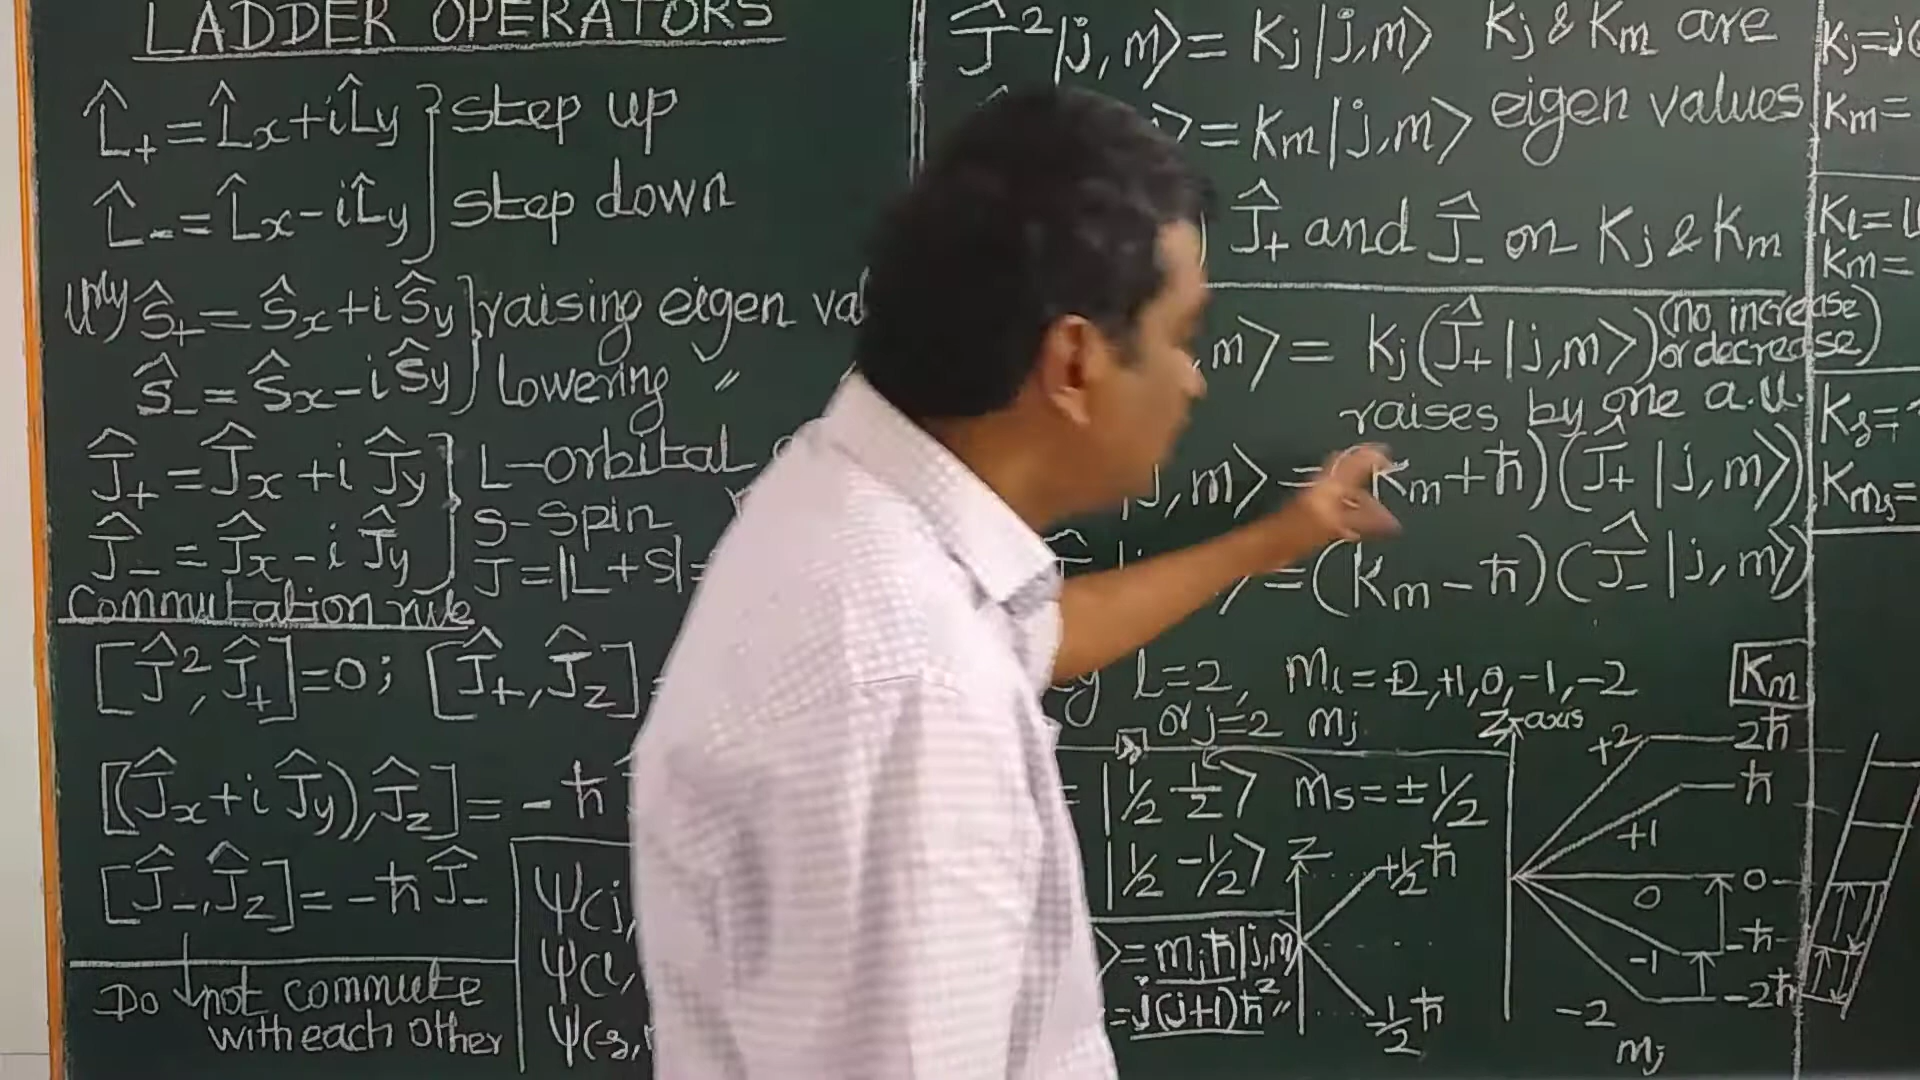 LADDER OPERATORS
L̂₊ = L̂x + iL̂y } step up
L̂₋ = L̂x − iL̂y } step down
Ŝ₊ = Ŝx + i Ŝy } raising eigen val
Ŝ₋ = Ŝx − i Ŝy } lowering "
Ĵ₊ = Ĵx + i Ĵy } L-orbital
S-spin
Ĵ₋ = Ĵx − i Ĵy } J = |L + S| =
Commutation rule
[Ĵ², Ĵ₊] = 0; [Ĵ₊, Ĵz]
[(Ĵx + i Ĵy), Ĵz] = − ħ
[Ĵ₋, Ĵz] = − ħ Ĵ₋
Do not commute
with each other
ψ(j,
ψ(l,
ψ(s,
Ĵ² |j, m⟩ = Kj |j, m⟩ Kj & Km are
⟩ = Km |j, m⟩ eigen values
Ĵ₊ and Ĵ₋ on Kj & Km
, m⟩ = Kj (Ĵ₊ |j, m⟩) (no increase
or decrease)
raises by one a.u.
|j, m⟩ = (Km + ħ) (Ĵ₊ |j, m⟩)
⟩ = (Km − ħ) (Ĵ₋ |j, m⟩)
l=2, ml = +2, +1, 0, −1, −2
or j=2 mj
= |½ ½⟩ ms = ± ½
|½ −½⟩
⟩ = mjħ |j, m⟩
= j(j+1)ħ² "
Z
+½ ħ
−½ ħ
Z-axis
Km
+2 2ħ
+1 ħ
0 0
−1 −ħ
−2 −2ħ
mj
Kj = j(
Km =
Kl = l
Km =
Ks =
Kms =